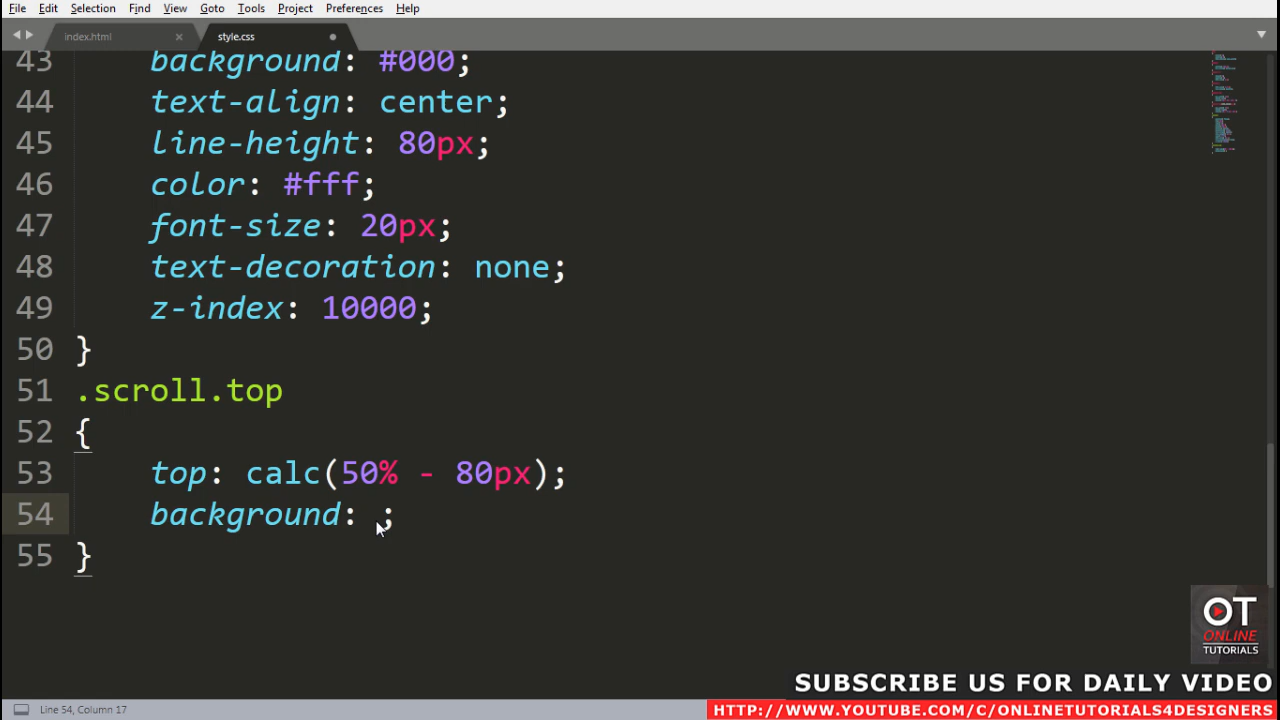 File Edit Selection Find View Goto Tools Project Preferences Help
index.html × style.css
43 background: #000;
44 text-align: center;
45 line-height: 80px;
46 color: #fff;
47 font-size: 20px;
48 text-decoration: none;
49 z-index: 10000;
50 }
51 .scroll.top
52 {
53 top: calc(50% - 80px);
54 background: ;
55 }
OT
ONLINE
TUTORIALS
SUBSCRIBE US FOR DAILY VIDEO
Line 54, Column 17
HTTP://WWW.YOUTUBE.COM/C/ONLINETUTORIALS4DESIGNERS